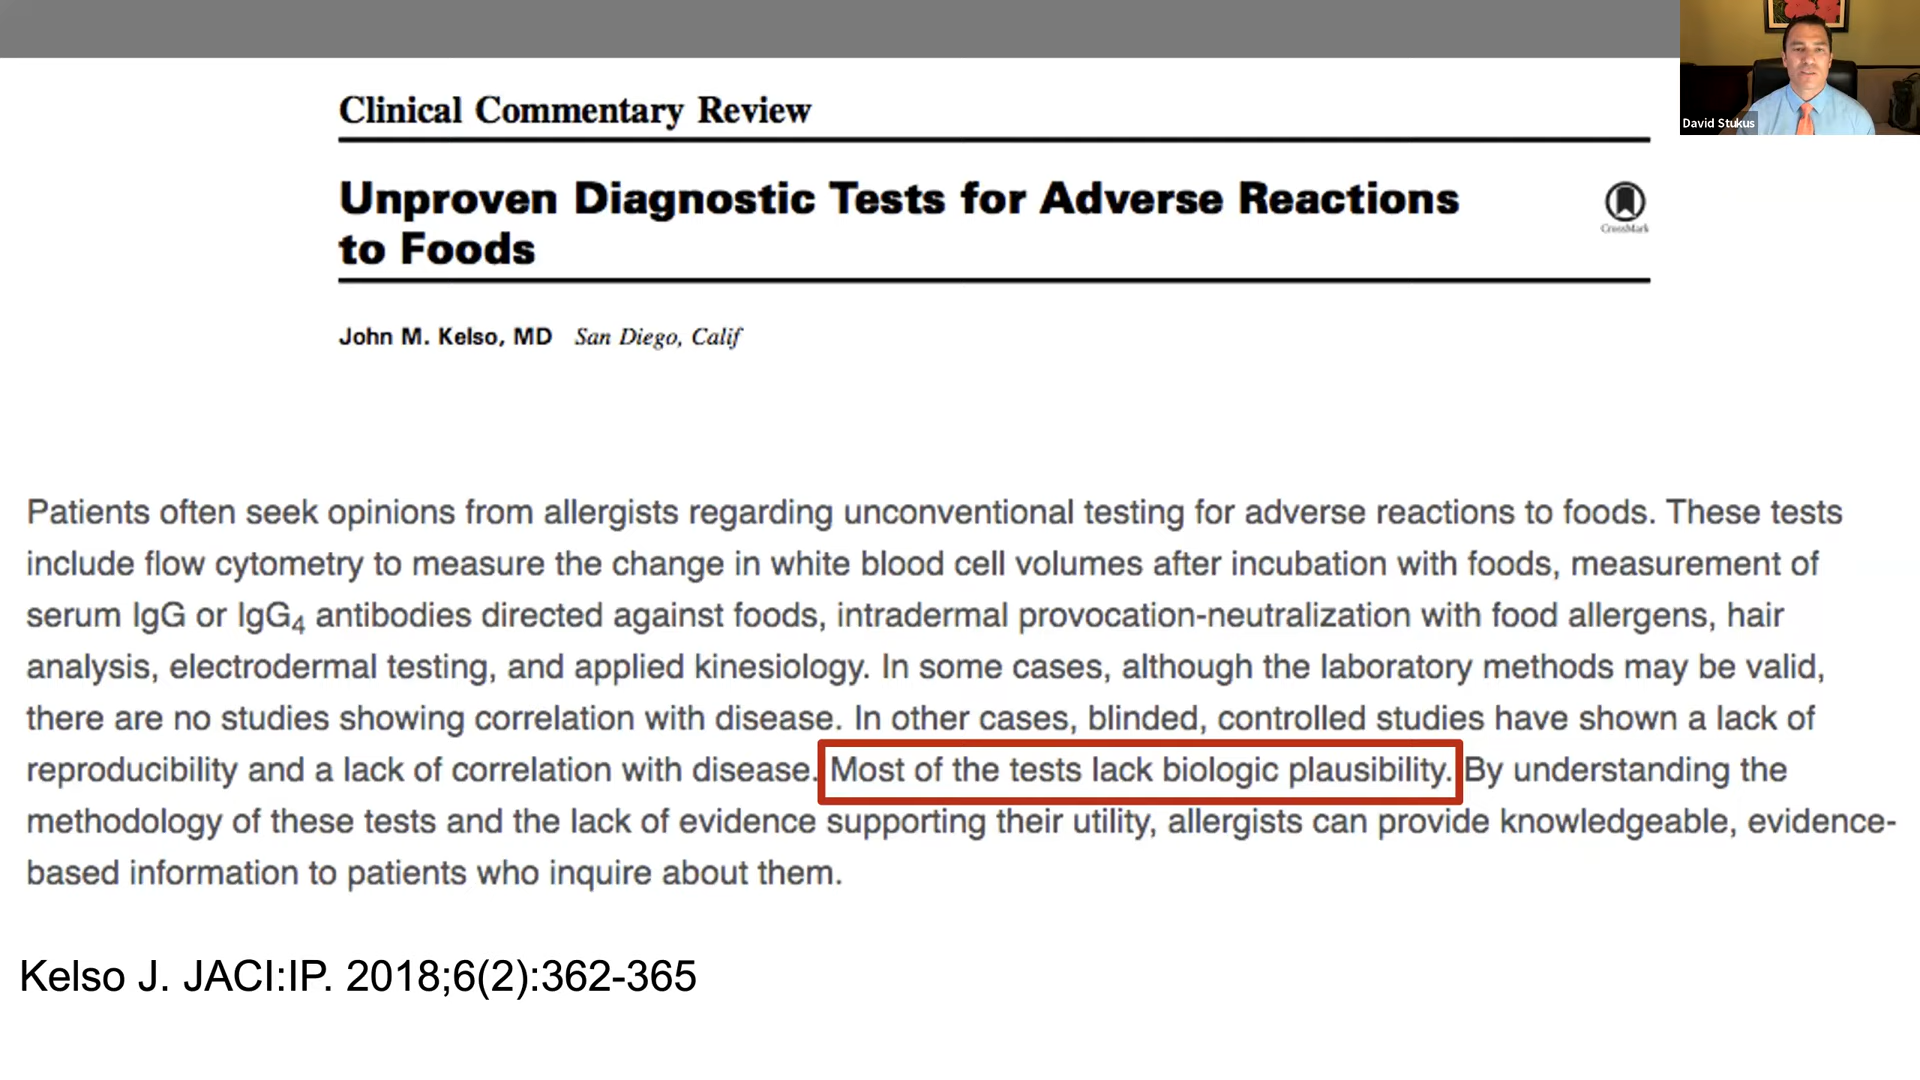 David Stukus
Clinical Commentary Review
Unproven Diagnostic Tests for Adverse Reactions
to Foods
CrossMark
John M. Kelso, MD San Diego, Calif
Patients often seek opinions from allergists regarding unconventional testing for adverse reactions to foods. These tests
include flow cytometry to measure the change in white blood cell volumes after incubation with foods, measurement of
serum IgG or IgG₄ antibodies directed against foods, intradermal provocation-neutralization with food allergens, hair
analysis, electrodermal testing, and applied kinesiology. In some cases, although the laboratory methods may be valid,
there are no studies showing correlation with disease. In other cases, blinded, controlled studies have shown a lack of
reproducibility and a lack of correlation with disease. Most of the tests lack biologic plausibility. By understanding the
methodology of these tests and the lack of evidence supporting their utility, allergists can provide knowledgeable, evidence-
based information to patients who inquire about them.
Kelso J. JACI:IP. 2018;6(2):362-365